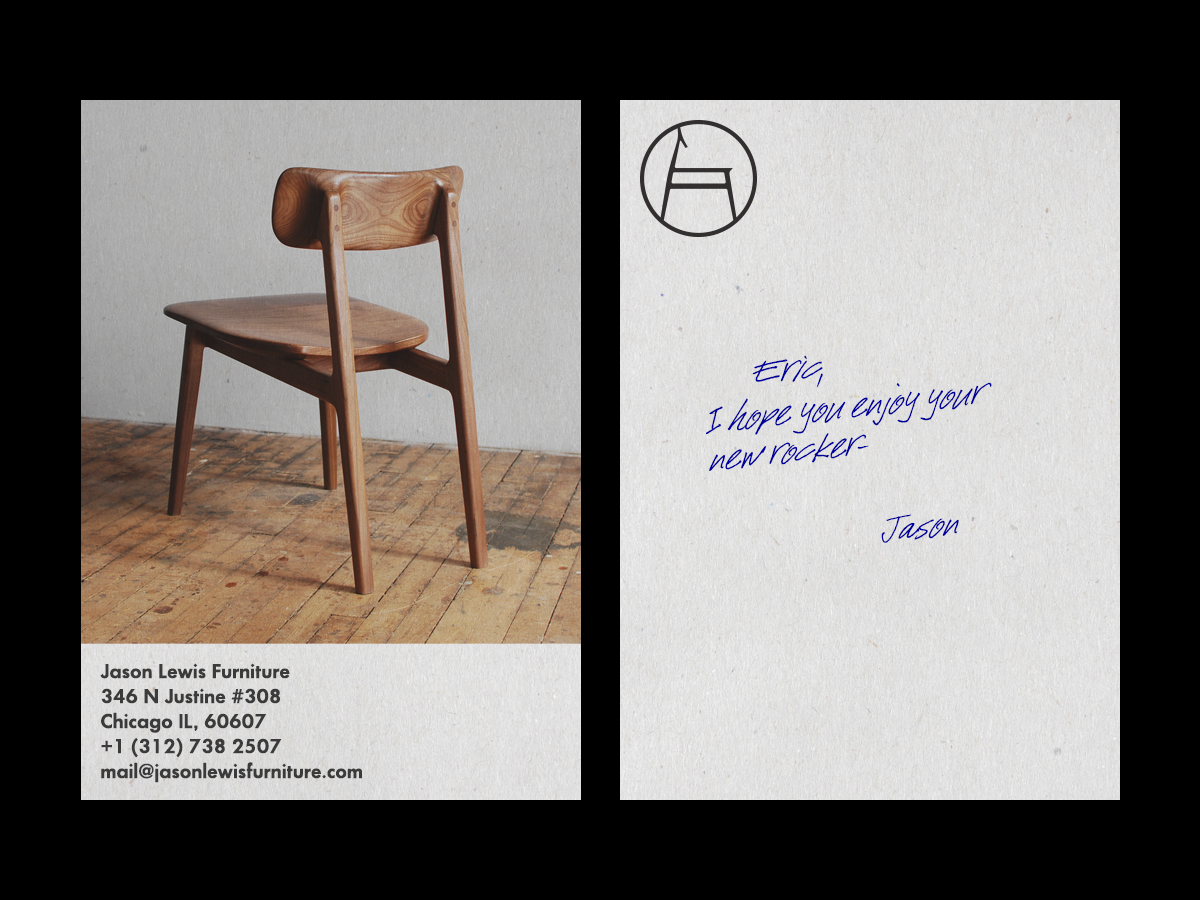 Jason Lewis Furniture
346 N Justine #308
Chicago IL, 60607
+1 (312) 738 2507
mail@jasonlewisfurniture.com
Eric,
I hope you enjoy your
new rocker-
Jason